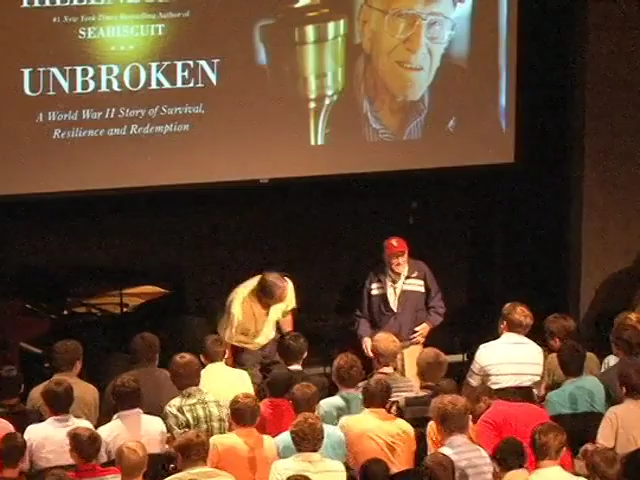 #1 New York Times Bestselling Author of
SEABISCUIT
UNBROKEN
A World War II Story of Survival,
Resilience and Redemption